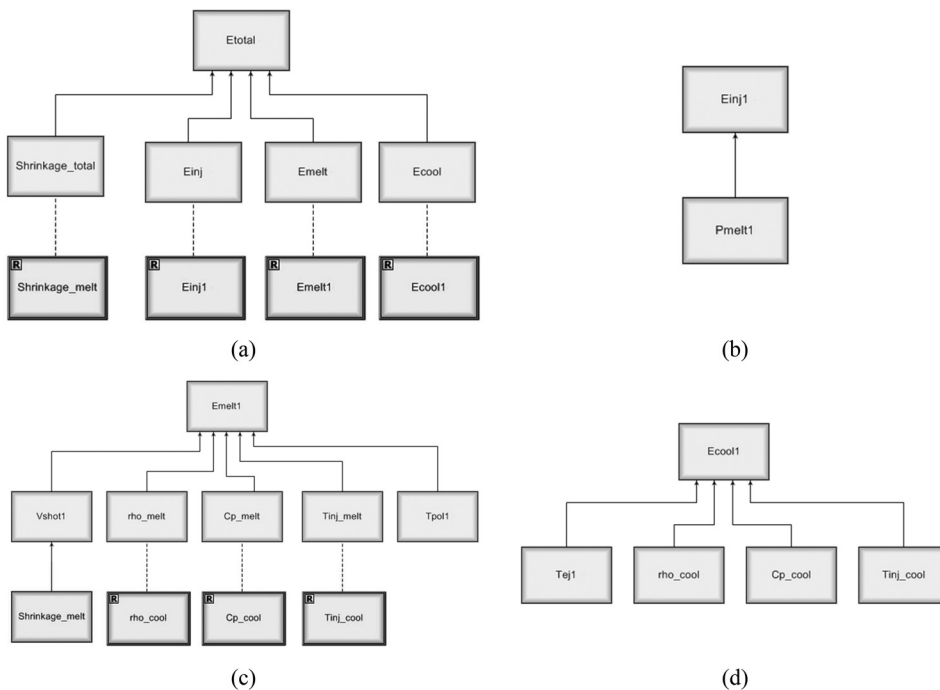 Etotal
Shrinkage_total
Einj
Emelt
Ecool
R
Shrinkage_melt
R
Einj1
R
Emelt1
R
Ecool1
(a)
Einj1
Pmelt1
(b)
Emelt1
Vshot1
rho_melt
Cp_melt
Tinj_melt
Tpol1
Shrinkage_melt
R
rho_cool
R
Cp_cool
R
Tinj_cool
(c)
Ecool1
Tej1
rho_cool
Cp_cool
Tinj_cool
(d)